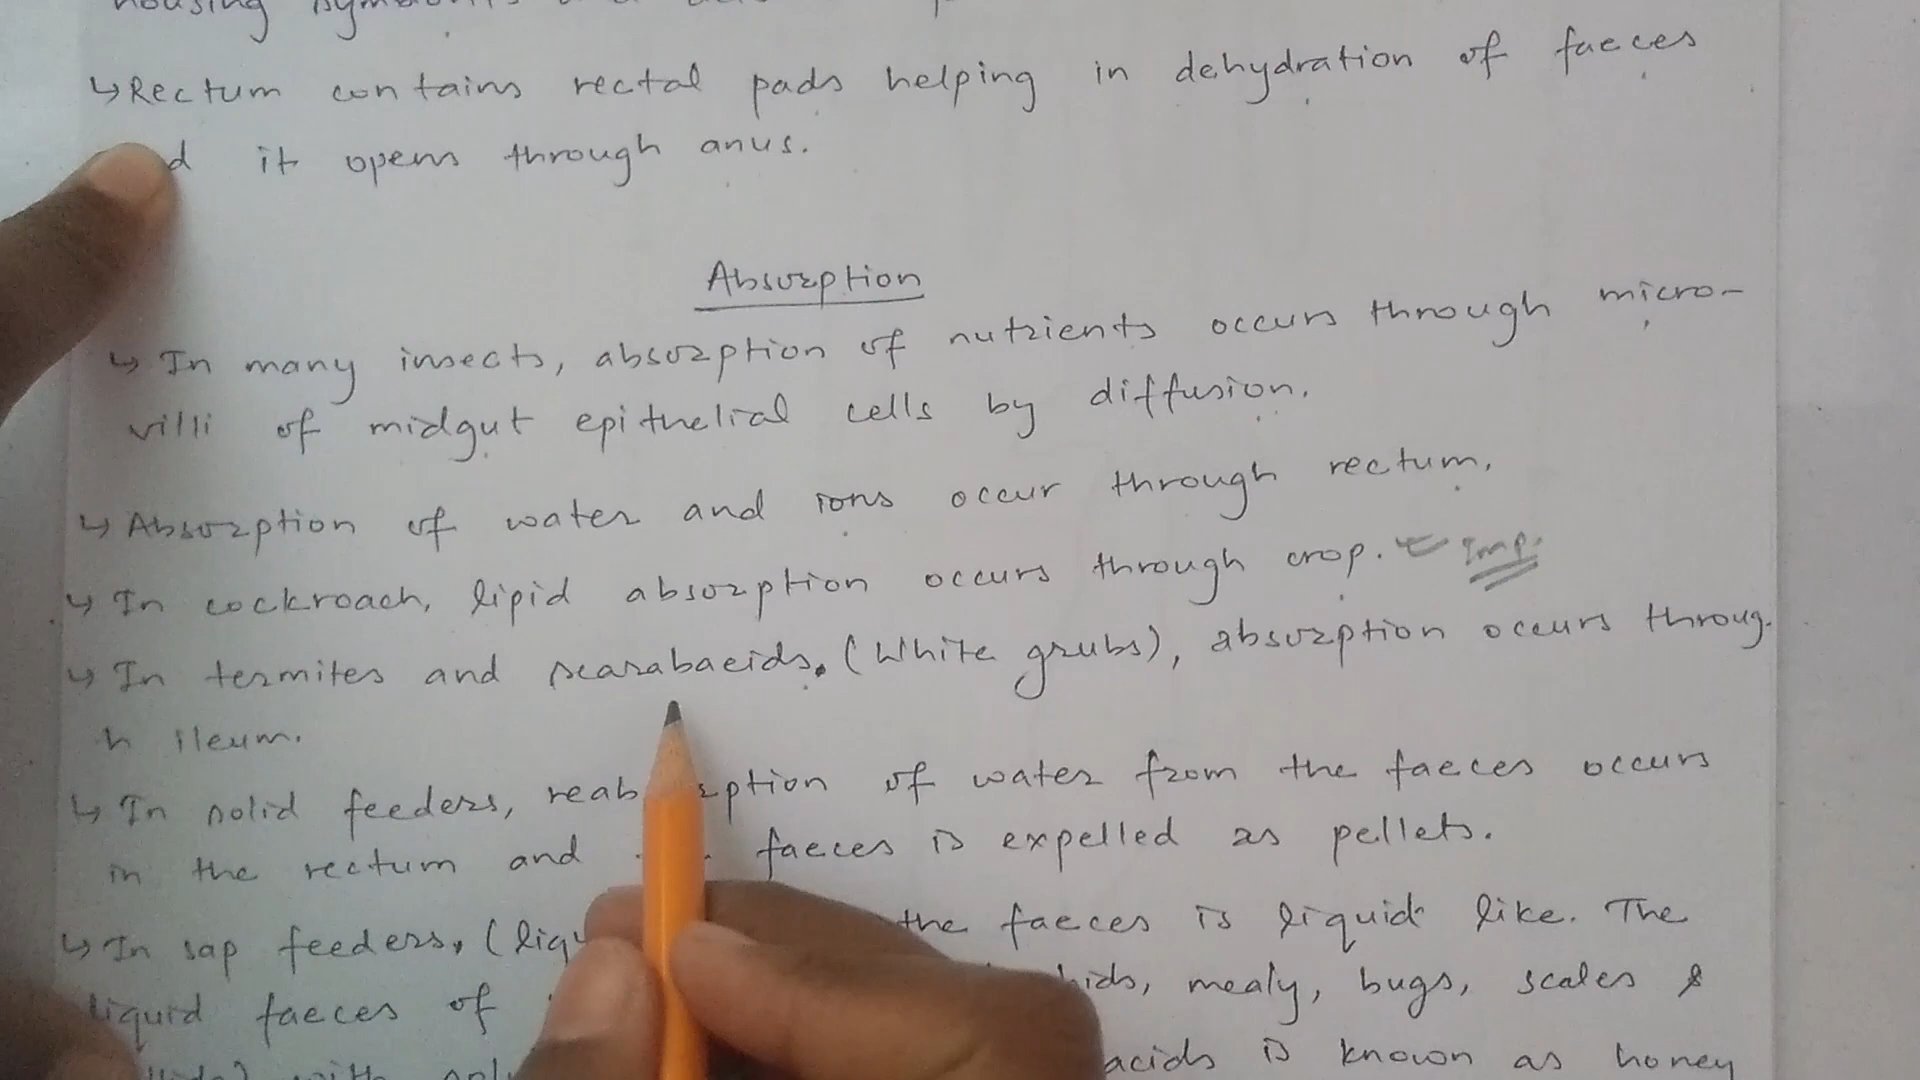 housing
↳ Rectum contains rectal pads helping in dehydration of faeces
d it opens through anus.
Absorption
↳ In many insects, absorption of nutrients occurs through micro-
villi of midgut epithelial cells by diffusion.
↳ Absorption of water and ions occur through rectum.
↳ In cockroach, lipid absorption occurs through crop. ← Imp.
↳ In termites and scarabaeids. (White grubs), absorption occurs throug-
h ileum.
↳ In solid feeders, reab rption of water from the faeces occurs
in the rectum and faeces is expelled as pellets.
↳ In sap feeders, (liqu the faeces is liquid like. The
liquid faeces of hids, mealy, bugs, scales &
with acids is known as honey